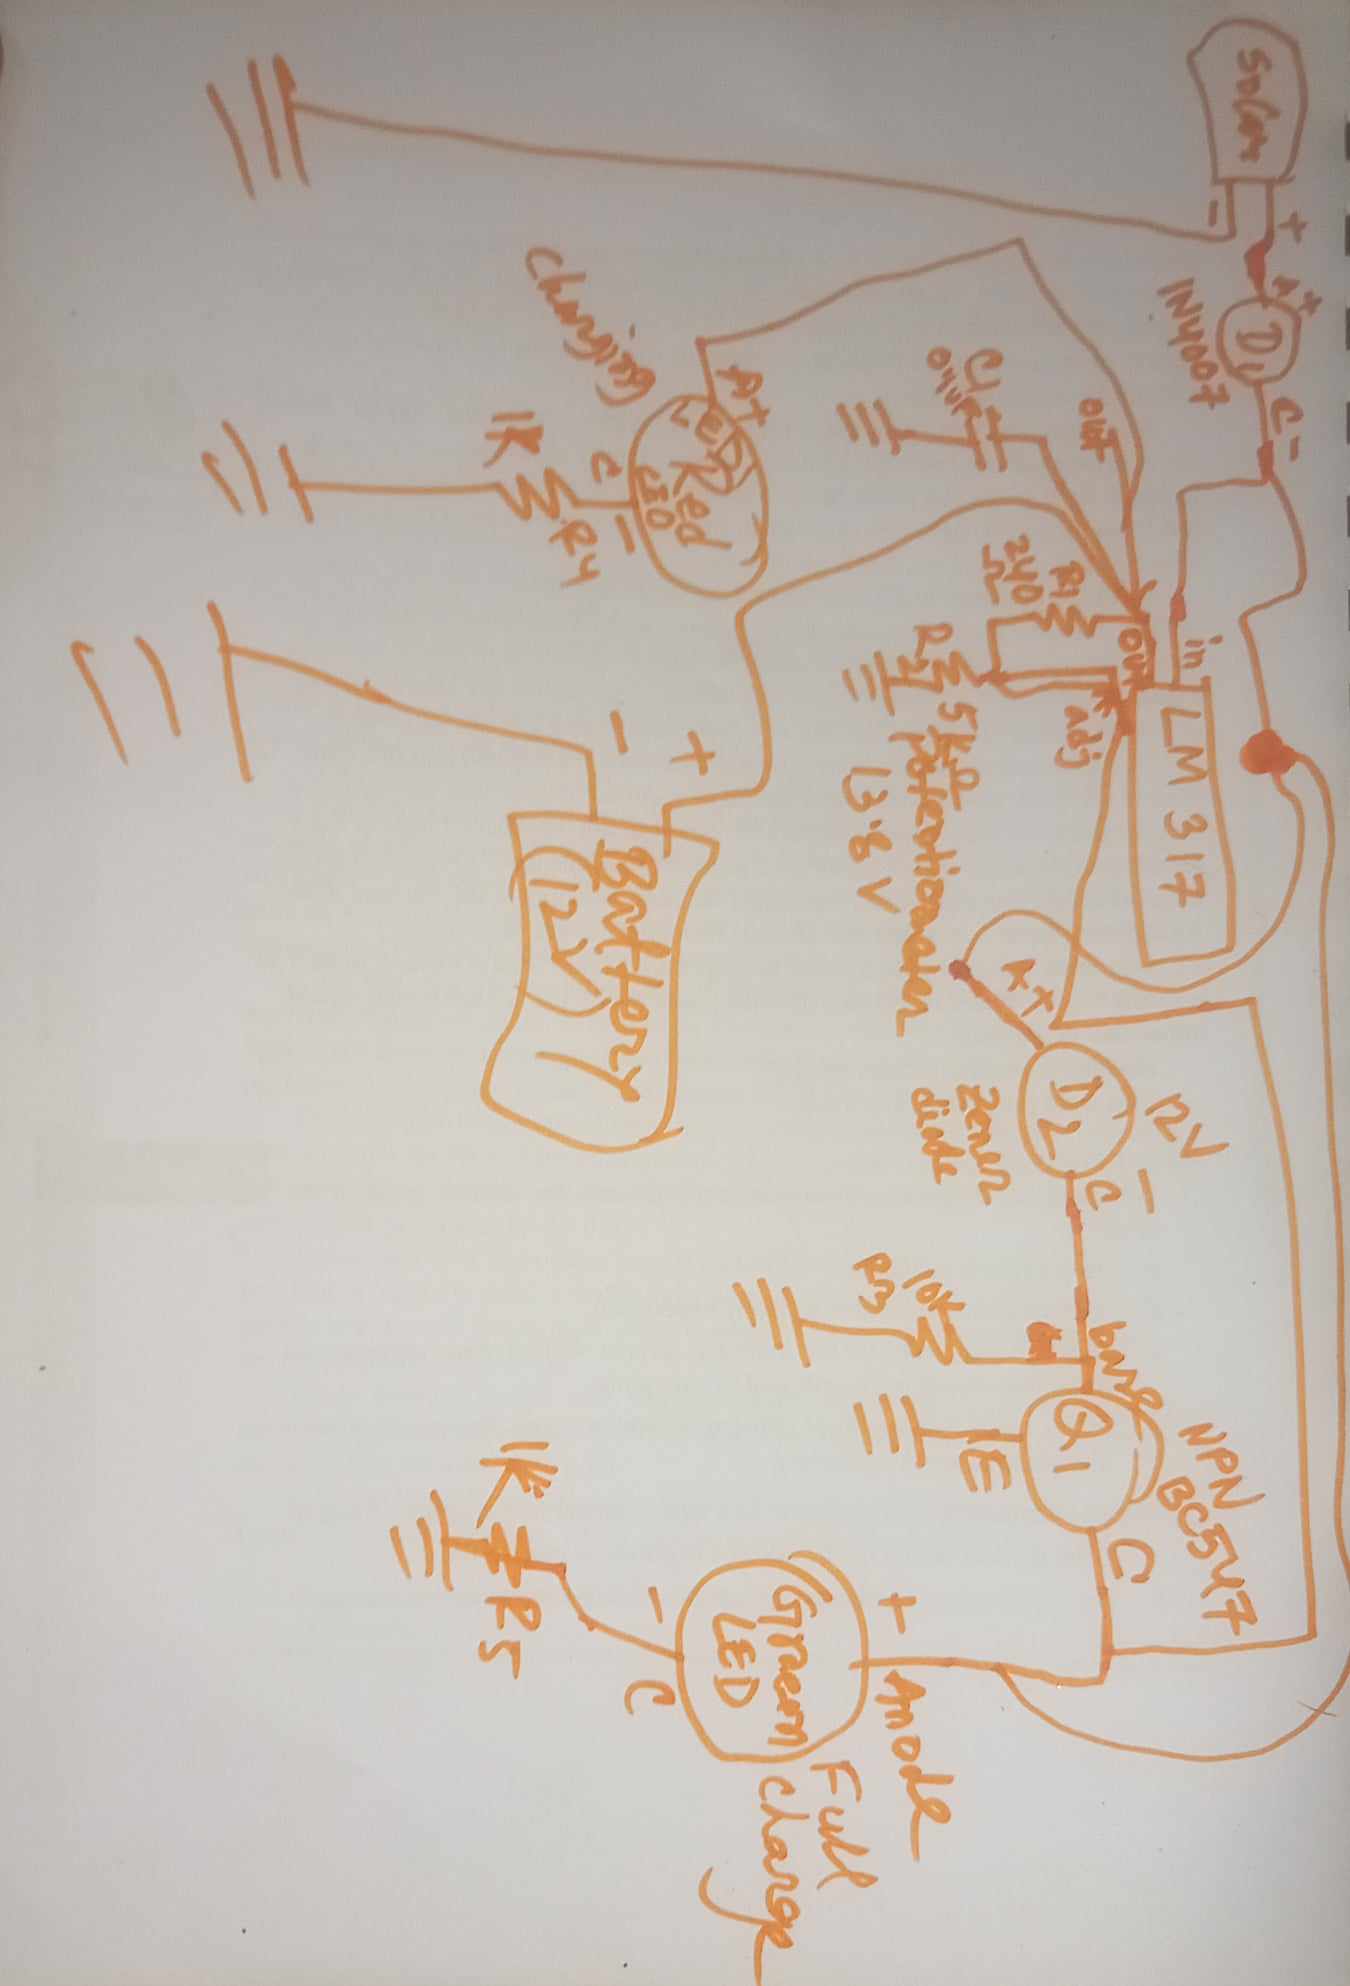 Solar
-
+
A+
D1
IN4007
C-
in
LM 317
out
adj
out
C1
R1
240
Ω
R2
5KΩ
Potentiometer
13.8 V
Charging
A+
LED
Red
LED
C
-
1K
R4
-
+
Battery
12V
A+
D2
12V
Zener
diode
C
-
base
10K
R3
Q1
NPN
BC547
E
C
+
Anode
Green
LED
Full
charge
-
C
1K
R5